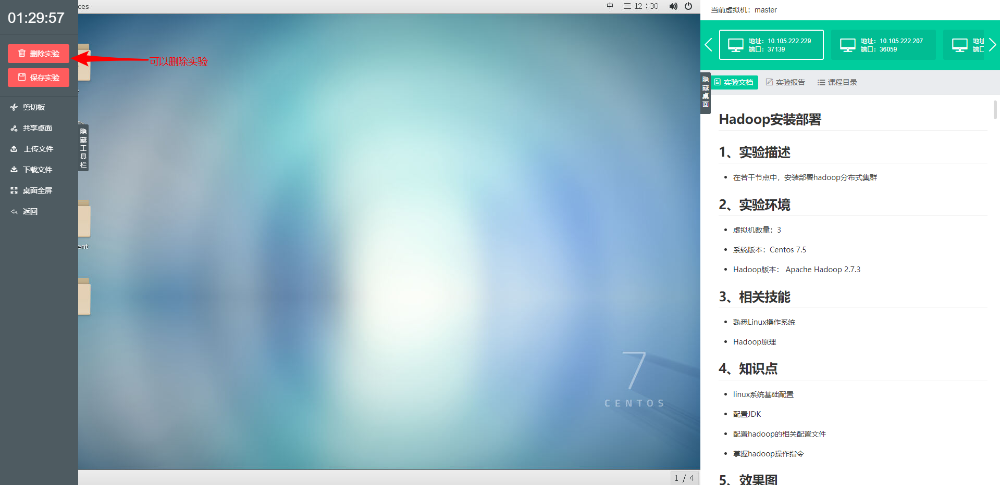 01:29:57
删除实验
保存实验
剪切板
共享桌面
上传文件
下载文件
桌面全屏
返回
隐藏工具栏
ces
中 三 12：30
可以删除实验
ent
7
CENTOS
1 / 4
当前虚拟机：master
地址：10.105.222.229
端口：37139
地址：10.105.222.207
端口：36059
地址
端口
隐藏桌面
实验文档 实验报告 课程目录
Hadoop安装部署
1、实验描述
在若干节点中，安装部署hadoop分布式集群
2、实验环境
虚拟机数量：3
系统版本：Centos 7.5
Hadoop版本： Apache Hadoop 2.7.3
3、相关技能
熟悉Linux操作系统
Hadoop原理
4、知识点
linux系统基础配置
配置JDK
配置hadoop的相关配置文件
掌握hadoop操作指令
5、效果图